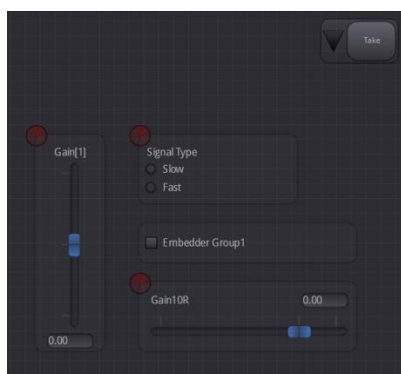 Take
Gain[1]
Signal Type
Slow
Fast
Embedder Group1
Gain10R
0.00
0.00